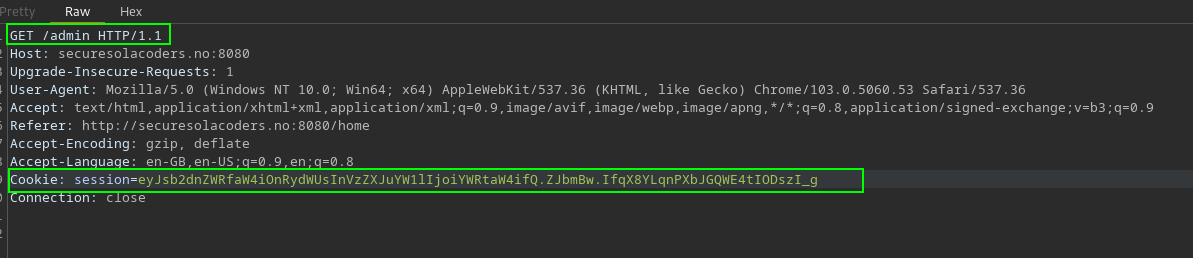 Pretty Raw Hex
GET /admin HTTP/1.1
Host: securesolacoders.no:8080
Upgrade-Insecure-Requests: 1
User-Agent: Mozilla/5.0 (Windows NT 10.0; Win64; x64) AppleWebKit/537.36 (KHTML, like Gecko) Chrome/103.0.5060.53 Safari/537.36
Accept: text/html,application/xhtml+xml,application/xml;q=0.9,image/avif,image/webp,image/apng,*/*;q=0.8,application/signed-exchange;v=b3;q=0.9
Referer: http://securesolacoders.no:8080/home
Accept-Encoding: gzip, deflate
Accept-Language: en-GB,en-US;q=0.9,en;q=0.8
Cookie: session=eyJsb2dnZWRfaW4iOnRydWUsInVzZXJuYW1lIjoiYWRtaW4ifQ.ZJbmBw.IfqX8YLqnPXbJGQWE4tIODszI_g
Connection: close